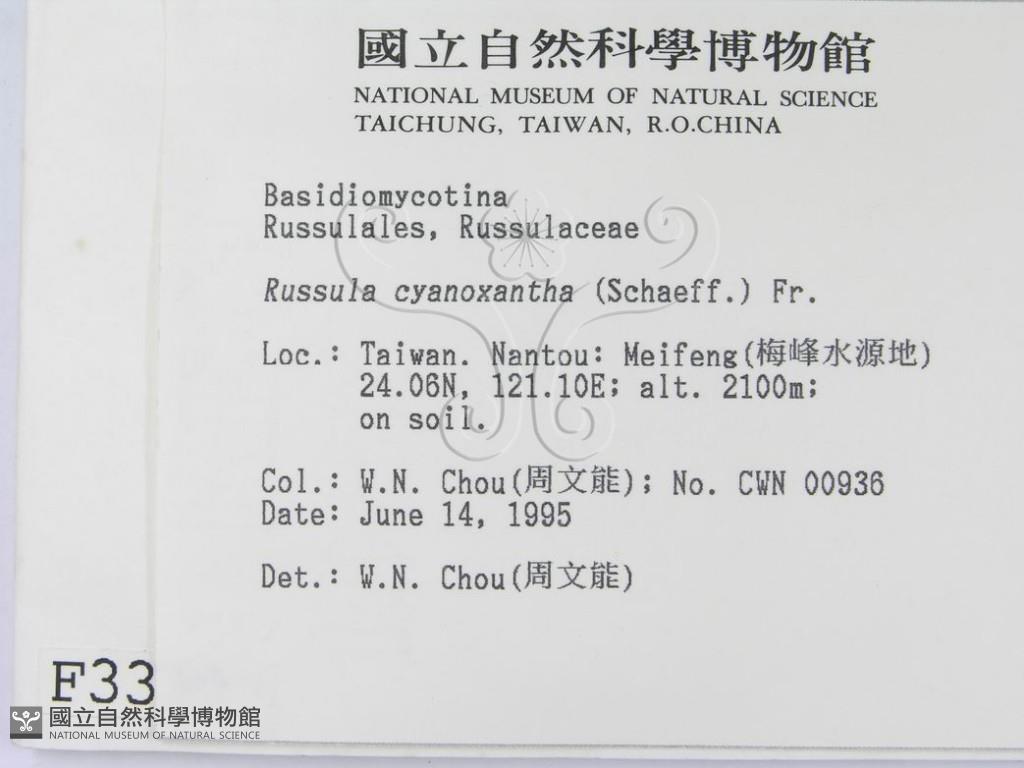 國立自然科學博物館
NATIONAL MUSEUM OF NATURAL SCIENCE
TAICHUNG, TAIWAN, R.O.CHINA
Basidiomycotina
Russulales, Russulaceae
Russula cyanoxantha (Schaeff.) Fr.
Loc.: Taiwan. Nantou: Meifeng(梅峰水源地)
24.06N, 121.10E; alt. 2100m;
on soil.
Col.: W.N. Chou(周文能); No. CWN 00936
Date: June 14, 1995
Det.: W.N. Chou(周文能)
F33
國立自然科學博物館
NATIONAL MUSEUM OF NATURAL SCIENCE